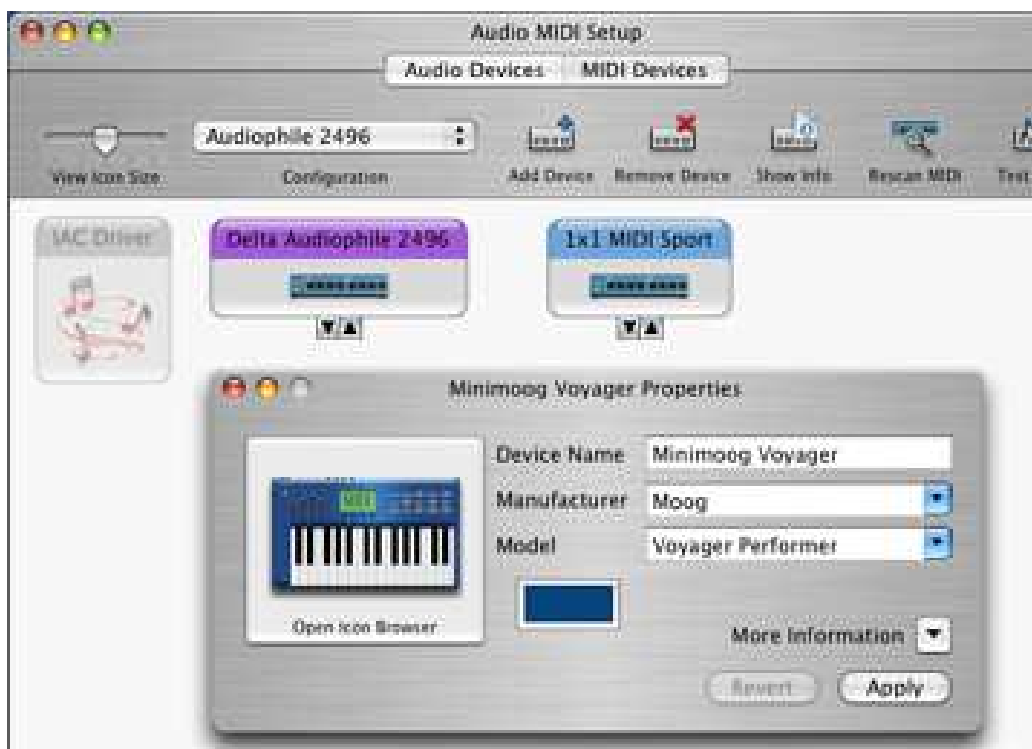 Audio MIDI Setup
Audio Devices MIDI Devices
Audiophile 2496
View Icon Size Configuration Add Device Remove Device Show Info Rescan MIDI Test
IAC Driver Delta Audiophile 2496 1x1 MIDI Sport
Minimoog Voyager Properties
Device Name Minimoog Voyager
Manufacturer Moog
Model Voyager Performer
Open Icon Browser
More Information
Revert Apply